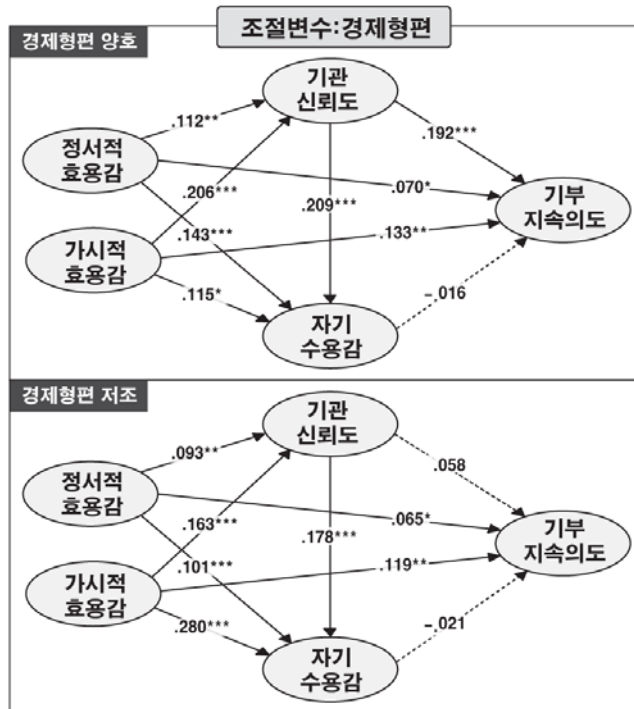 조절변수:경제형편
경제형편 양호
기관
신뢰도
.112**
.192***
정서적
효용감
.206***
.070*
.209***
기부
지속의도
.143***
.133**
가시적
효용감
.115*
-.016
자기
수용감
경제형편 저조
기관
신뢰도
.093**
.058
정서적
효용감
.163***
.065*
.178***
기부
지속의도
.101***
.119**
가시적
효용감
.280***
-.021
자기
수용감